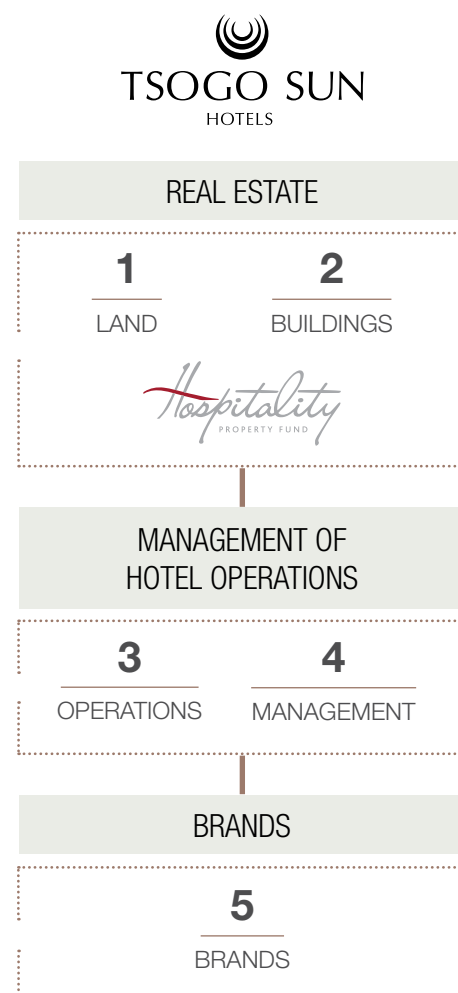 TSOGO SUN
HOTELS
REAL ESTATE
1 2
LAND BUILDINGS
Hospitality
PROPERTY FUND
MANAGEMENT OF
HOTEL OPERATIONS
3 4
OPERATIONS MANAGEMENT
BRANDS
5
BRANDS